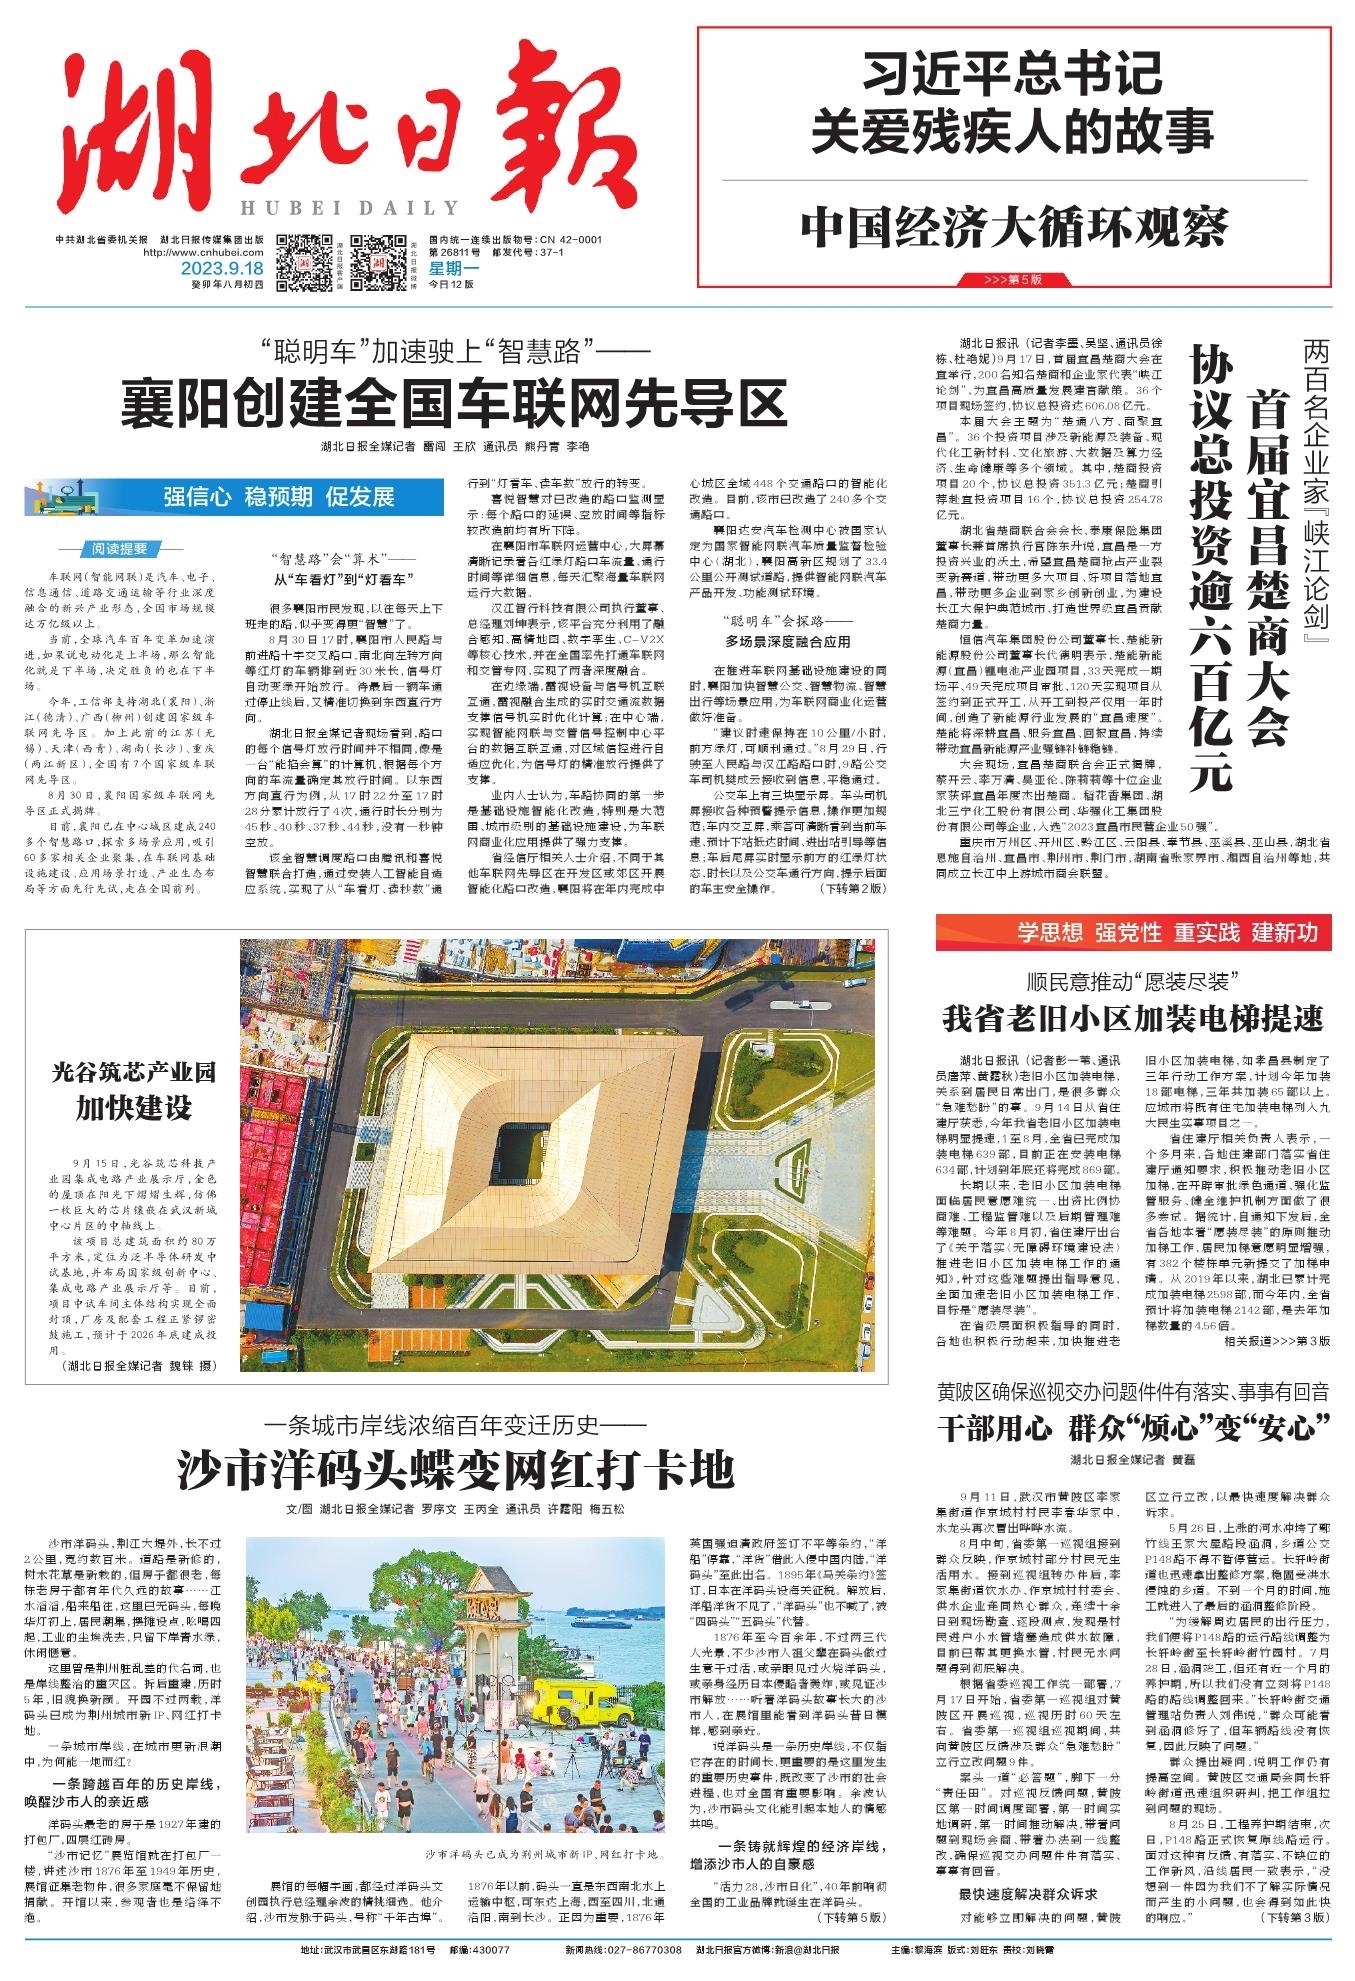 湖北日報
HUBEI DAILY
中共湖北省委机关报 湖北日报传媒集团出版
http://www.cnhubei.com
2023.9.18
癸卯年八月初四
湖北日报客户端
湖北日报微博
国内统一连续出版物号:CN 42-0001
第26811号 邮发代号:37-1
星期一
今日12版
习近平总书记
关爱残疾人的故事
中国经济大循环观察
>>>第5版
“聪明车”加速驶上“智慧路”——
襄阳创建全国车联网先导区
湖北日报全媒记者 雷闯 王欣 通讯员 熊丹青 李艳
强信心 稳预期 促发展
阅读提要
车联网(智能网联)是汽车、电子、
信息通信、道路交通运输等行业深度
融合的新兴产业形态,全国市场规模
达万亿级以上。
当前,全球汽车百年变革加速演
进,如果说电动化是上半场,那么智能
化就是下半场,决定胜负的也在下半
场。
今年,工信部支持湖北(襄阳)、浙
江(德清)、广西(柳州)创建国家级车
联网先导区。加上此前的江苏(无
锡)、天津(西青)、湖南(长沙)、重庆
(两江新区),全国有7个国家级车联
网先导区。
8月30日,襄阳国家级车联网先
导区正式揭牌。
目前,襄阳已在中心城区建成240
多个智慧路口,探索多场景应用,吸引
60多家相关企业聚集,在车联网基础
设施建设、应用场景打造、产业生态布
局等方面先行先试,走在全国前列。
“智慧路”会“算术”——
从“车看灯”到“灯看车”
很多襄阳市民发现,以往每天上下
班走的路,似乎变得更“智慧”了。
8月30日17时,襄阳市人民路与
前进路十字交叉路口,南北向左转方向
等红灯的车辆排到近30米长,信号灯
自动变绿开始放行。待最后一辆车通
过停止线后,又精准切换到东西直行方
向。
湖北日报全媒记者现场看到,路口
的每个信号灯放行时间并不相同,像是
一台“能掐会算”的计算机,根据每个方
向的车流量确定其放行时间。以东西
方向直行为例,从17时22分至17时
28分累计放行了4次,通行时长分别为
45秒、40秒、37秒、44秒,没有一秒钟
空放。
该全智慧调度路口由腾讯和喜悦
智慧联合打造,通过安装人工智能自适
应系统,实现了从“车看灯、读秒数”通
行到“灯看车、读车数”放行的转变。
喜悦智慧对已改造的路口监测显
示:每个路口的延误、空放时间等指标
较改造前均有所下降。
在襄阳市车联网运营中心,大屏幕
清晰记录着各红绿灯路口车流量、通行
时间等详细信息,每天汇聚海量车联网
运行大数据。
汉江智行科技有限公司执行董事、
总经理刘坤表示,该平台充分利用了融
合感知、高精地图、数字孪生、C-V2X
等核心技术,并在全国率先打通车联网
和交管专网,实现了两者深度融合。
在边缘端,雷视设备与信号机互联
互通,雷视融合生成的实时交通流数据
支撑信号机实时优化计算;在中心端,
实现智能网联与交管信号控制中心平
台的数据互联互通,对区域信控进行自
适应优化,为信号灯的精准放行提供了
支撑。
业内人士认为,车路协同的第一步
是基础设施智能化改造,特别是大范
围、城市级别的基础设施建设,为车联
网商业化应用提供了强力支撑。
省经信厅相关人士介绍,不同于其
他车联网先导区在开发区或郊区开展
智能化路口改造,襄阳将在年内完成中
心城区全域448个交通路口的智能化
改造。目前,该市已改造了240多个交
通路口。
襄阳达安汽车检测中心被国家认
定为国家智能网联汽车质量监督检验
中心(湖北),襄阳高新区规划了33.4
公里公开测试道路,提供智能网联汽车
产品开发、功能测试环境。
“聪明车”会探路——
多场景深度融合应用
在推进车联网基础设施建设的同
时,襄阳加快智慧公交、智慧物流、智慧
出行等场景应用,为车联网商业化运营
做好准备。
“建议时速保持在10公里/小时,
前方绿灯,可顺利通过。”8月29日,行
驶至人民路与汉江路路口时,9路公交
车司机樊成云接收到信息,平稳通过。
公交车上有三块显示屏。车头司机
屏接收各种预警提示信息,操作更加规
范;车内交互屏,乘客可清晰看到当前车
速、预计下站抵达时间、进出站引导等信
息;车后尾屏实时显示前方的红绿灯状
态、时长以及公交车通行方向,提示后面
的车主安全操作。 (下转第2版)
两百名企业家『峡江论剑』
首届宜昌楚商大会
协议总投资逾六百亿元
湖北日报讯(记者李墨、吴坚、通讯员徐
栋、杜艳妮)9月17日,首届宜昌楚商大会在
宜举行,200名知名楚商和企业家代表“峡江
论剑”,为宜昌高质量发展建言献策。36个
项目现场签约,协议总投资达606.08亿元。
本届大会主题为“楚通八方、商聚宜
昌”。36个投资项目涉及新能源及装备、现
代化工新材料、文化旅游、大数据及算力经
济、生命健康等多个领域。其中,楚商投资
项目20个,协议投资351.3亿元;楚商引
荐赴宜投资项目16个,协议总投资254.78
亿元。
湖北省楚商联合会会长、泰康保险集团
董事长兼首席执行官陈东升说,宜昌是一方
投资兴业的沃土,希望宜昌楚商抢占产业裂
变新赛道,带动更多大项目、好项目落地宜
昌,带动更多企业到家乡创新创业,为建设
长江大保护典范城市、打造世界级宜昌贡献
楚商力量。
恒信汽车集团股份公司董事长、楚能新
能源股份公司董事长代德明表示,楚能新能
源(宜昌)锂电池产业园项目,33天完成一期
场平、49天完成项目审批、120天实现项目从
签约到正式开工,从开工到投产仅用一年时
间,创造了新能源行业发展的“宜昌速度”。
楚能将深耕宜昌、服务宜昌、回报宜昌,持续
带动宜昌新能源产业强链补链稳链。
大会现场,宜昌楚商联合会正式揭牌,
蔡开云、李万清、吴亚伦、陈莉莉等十位企业
家获评宜昌年度杰出楚商。稻花香集团、湖
北三宁化工股份有限公司、华强化工集团股
份有限公司等企业,入选“2023宜昌市民营企业50强”。
重庆市万州区、开州区、黔江区、云阳县、奉节县、巫溪县、巫山县,湖北省
恩施自治州、宜昌市、荆州市、荆门市,湖南省张家界市、湘西自治州等地,共
同成立长江中上游城市商会联盟。
光谷筑芯产业园
加快建设
9月15日,光谷筑芯科技产
业园集成电路产业展示厅,金色
的屋顶在阳光下熠熠生辉,仿佛
一枚巨大的芯片镶嵌在武汉新城
中心片区的中轴线上。
该项目总建筑面积约80万
平方米,定位为泛半导体研发中
试基地,并布局国家级创新中心、
集成电路产业展示厅等。目前,
项目中试车间主体结构实现全面
封顶,厂房及配套工程正紧锣密
鼓施工,预计于2026年底建成投
用。
(湖北日报全媒记者 魏铼 摄)
学思想 强党性 重实践 建新功
顺民意推动“愿装尽装”
我省老旧小区加装电梯提速
湖北日报讯(记者彭一苇、通讯
员唐萍、黄露秋)老旧小区加装电梯,
关系到居民日常出门,是很多群众
“急难愁盼”的事。9月14日从省住
建厅获悉,今年我省老旧小区加装电
梯明显提速,1至8月,全省已完成加
装电梯639部,目前正在安装电梯
634部,计划到年底还将完成869部。
长期以来,老旧小区加装电梯
面临居民意愿难统一、出资比例协
商难、工程监管难以及后期管理难
等难题。今年8月初,省住建厅出台
了《关于落实〈无障碍环境建设法〉
推进老旧小区加装电梯工作的通
知》,针对这些难题提出指导意见,
全面加速老旧小区加装电梯工作,
目标是“愿装尽装”。
在省级层面积极指导的同时,
各地也积极行动起来,加快推进老
旧小区加装电梯,如孝昌县制定了
三年行动工作方案,计划今年加装
18部电梯,三年共加装65部以上。
应城市将既有住宅加装电梯列入九
大民生实事项目之一。
省住建厅相关负责人表示,一
个多月来,各地住建部门落实省住
建厅通知要求,积极推动老旧小区
加梯,在开辟审批绿色通道、强化监
管服务、健全维护机制方面做了很
多尝试。据统计,自通知下发后,全
省各地本着“愿装尽装”的原则推动
加梯工作,居民加梯意愿明显增强,
有382个楼栋单元新提交了加梯申
请。从2019年以来,湖北已累计完
成加装电梯2598部,而今年内,全省
预计将加装电梯2142部,是去年加
梯数量的4.56倍。
相关报道>>>第3版
一条城市岸线浓缩百年变迁历史——
沙市洋码头蝶变网红打卡地
文/图 湖北日报全媒记者 罗序文 王丙全 通讯员 许露阳 梅五松
沙市洋码头,荆江大堤外,长不过
2公里,宽约数百米。道路是新修的,
树木花草是新栽的,但房子都很老,每
栋老房子都有年代久远的故事……江
水滔滔,船来船往,这里已无码头,每晚
华灯初上,居民潮集,摆摊设点,吆喝四
起,工业的尘埃洗去,只留下岸青水绿,
休闲惬意。
这里曾是荆州脏乱差的代名词,也
是岸线整治的重灾区。拆后重建,历时
5年,旧貌换新颜。开园不过两载,洋
码头已成为荆州城市新IP、网红打卡
地。
一条城市岸线,在城市更新浪潮
中,为何能一炮而红?
一条跨越百年的历史岸线,
唤醒沙市人的亲近感
洋码头最老的房子是1927年建的
打包厂,四层红砖房。
“沙市记忆”展览馆就在打包厂一
楼,讲述沙市1876年至1949年历史,
展馆征集老物件,很多家庭毫不保留地
捐献。开馆以来,参观者也是络绎不
绝。
沙市洋码头已成为荆州城市新IP、网红打卡地。
展馆的每幅字画,都经过洋码头文
创园执行总经理余波的精挑细选。他介
绍,沙市发脉于码头,号称“千年古埠”。
1876年以前,码头一直是东西南北水上
运输中枢,可东达上海,西至四川,北通
洛阳,南到长沙。正因为重要,1876年
英国强迫清政府签订不平等条约,“洋
船”停靠,“洋货”借此入侵中国内陆,“洋
码头”至此出名。1895年《马关条约》签
订,日本在洋码头设海关征税。解放后,
洋船洋货不见了,“洋码头”也不喊了,被
“四码头”“五码头”代替。
1876年至今百余年,不过两三代
人光景,不少沙市人祖父辈在码头做过
生意干过活,或亲眼见过火烧洋码头,
或亲身经历日本侵略者轰炸,或见证沙
市解放……听着洋码头故事长大的沙
市人,在展馆里能看到洋码头昔日模
样,感到亲近。
说洋码头是一条历史岸线,不仅指
它存在的时间长,更重要的是这里发生
的重要历史事件,既改变了沙市的社会
进程,也对全国有重要影响。余波认
为,沙市码头文化能引起本地人的情感
共鸣。
一条铸就辉煌的经济岸线,
增添沙市人的自豪感
“活力28,沙市日化”,40年前响彻
全国的工业品牌就诞生在洋码头。
(下转第5版)
黄陂区确保巡视交办问题件件有落实、事事有回音
干部用心 群众“烦心”变“安心”
湖北日报全媒记者 黄磊
9月11日,武汉市黄陂区李家
集街道作京城村村民李春华家中,
水龙头再次冒出哗哗水流。
8月中旬,省委第一巡视组接到
群众反映,作京城村部分村民无生
活用水。接到巡视组转办件后,李
家集街道饮水办、作京城村村委会、
供水企业连同热心群众,连续十余
日到现场勘查、逐段测点,发现是村
民进户小水管堵塞造成供水故障,
目前已帮其更换水管,村民无水问
题得到彻底解决。
根据省委巡视工作统一部署,7
月17日开始,省委第一巡视组对黄
陂区开展巡视,巡视历时60天左
右。省委第一巡视组巡视期间,共
向黄陂区反馈涉及群众“急难愁盼”
立行立改问题9件。
案头一道“必答题”,脚下一分
“责任田”。对巡视反馈问题,黄陂
区第一时间调度部署,第一时间实
地调研,第一时间推动解决,带着问
题到现场会商、带着办法到一线整
改,确保巡视交办问题件件有落实、
事事有回音。
最快速度解决群众诉求
对能够立即解决的问题,黄陂
区立行立改,以最快速度解决群众
诉求。
5月26日,上涨的河水冲垮了鄢
竹线王家大屋路段涵洞,乡道公交
P148路不得不暂停营运。长轩岭街
道也迅速拿出整修方案,稳固受洪水
侵蚀的乡道。不到一个月的时间,施
工就进入了最后的涵洞整修阶段。
“为缓解周边居民的出行压力,
我们便将P148路的运行路线调整为
长轩岭街至长轩岭街竹园村。7月
28日,涵洞竣工,但还有近一个月的
养护期,所以我们没有立刻将P148
路的路线调整回来。”长轩岭街交通
管理站负责人刘伟说,“群众可能看
到涵洞修好了,但车辆路线没有恢
复,因此反映了问题。”
群众提出疑问,说明工作仍有
提高空间。黄陂区交通局会同长轩
岭街道迅速组织研判,把工作组拉
到问题的现场。
8月25日,工程养护期结束,次
日,P148路正式恢复原线路运行。
面对这种有反馈、有落实、不缺位的
工作新风,沿线居民一致表示,“没
想到一件因为我们不了解实际情况
而产生的小问题,也会得到如此快
的响应。” (下转第3版)
地址:武汉市武昌区东湖路181号 邮编:430077 新闻热线:027-86770308 湖北日报官方微博:新浪@湖北日报 主编:黎海滨 版式:刘旺东 责校:刘晓霞